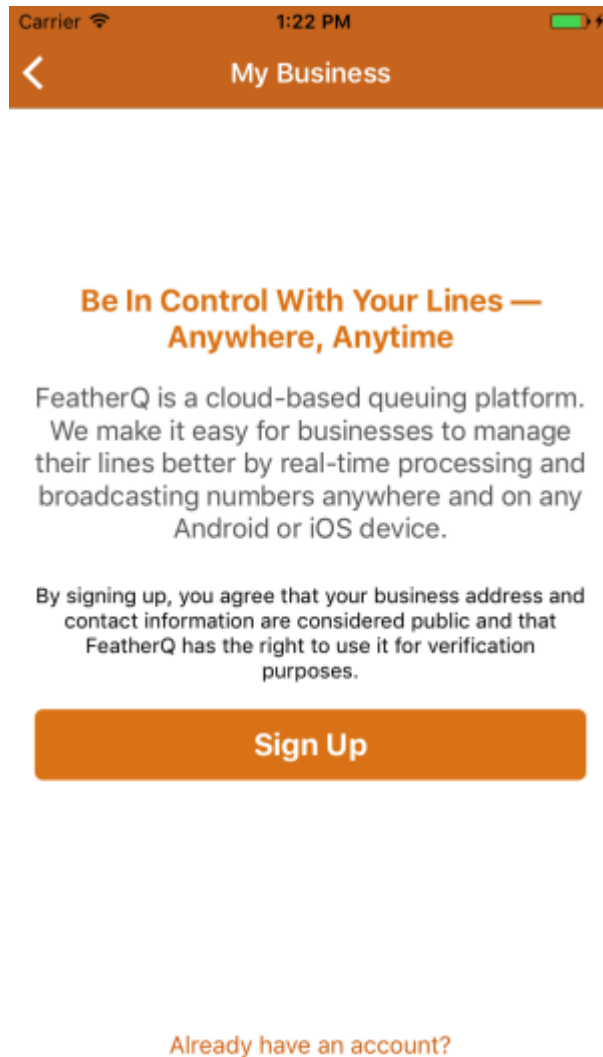 Carrier 1:22 PM
My Business
Be In Control With Your Lines —
Anywhere, Anytime
FeatherQ is a cloud-based queuing platform.
We make it easy for businesses to manage
their lines better by real-time processing and
broadcasting numbers anywhere and on any
Android or iOS device.
By signing up, you agree that your business address and
contact information are considered public and that
FeatherQ has the right to use it for verification
purposes.
Sign Up
Already have an account?